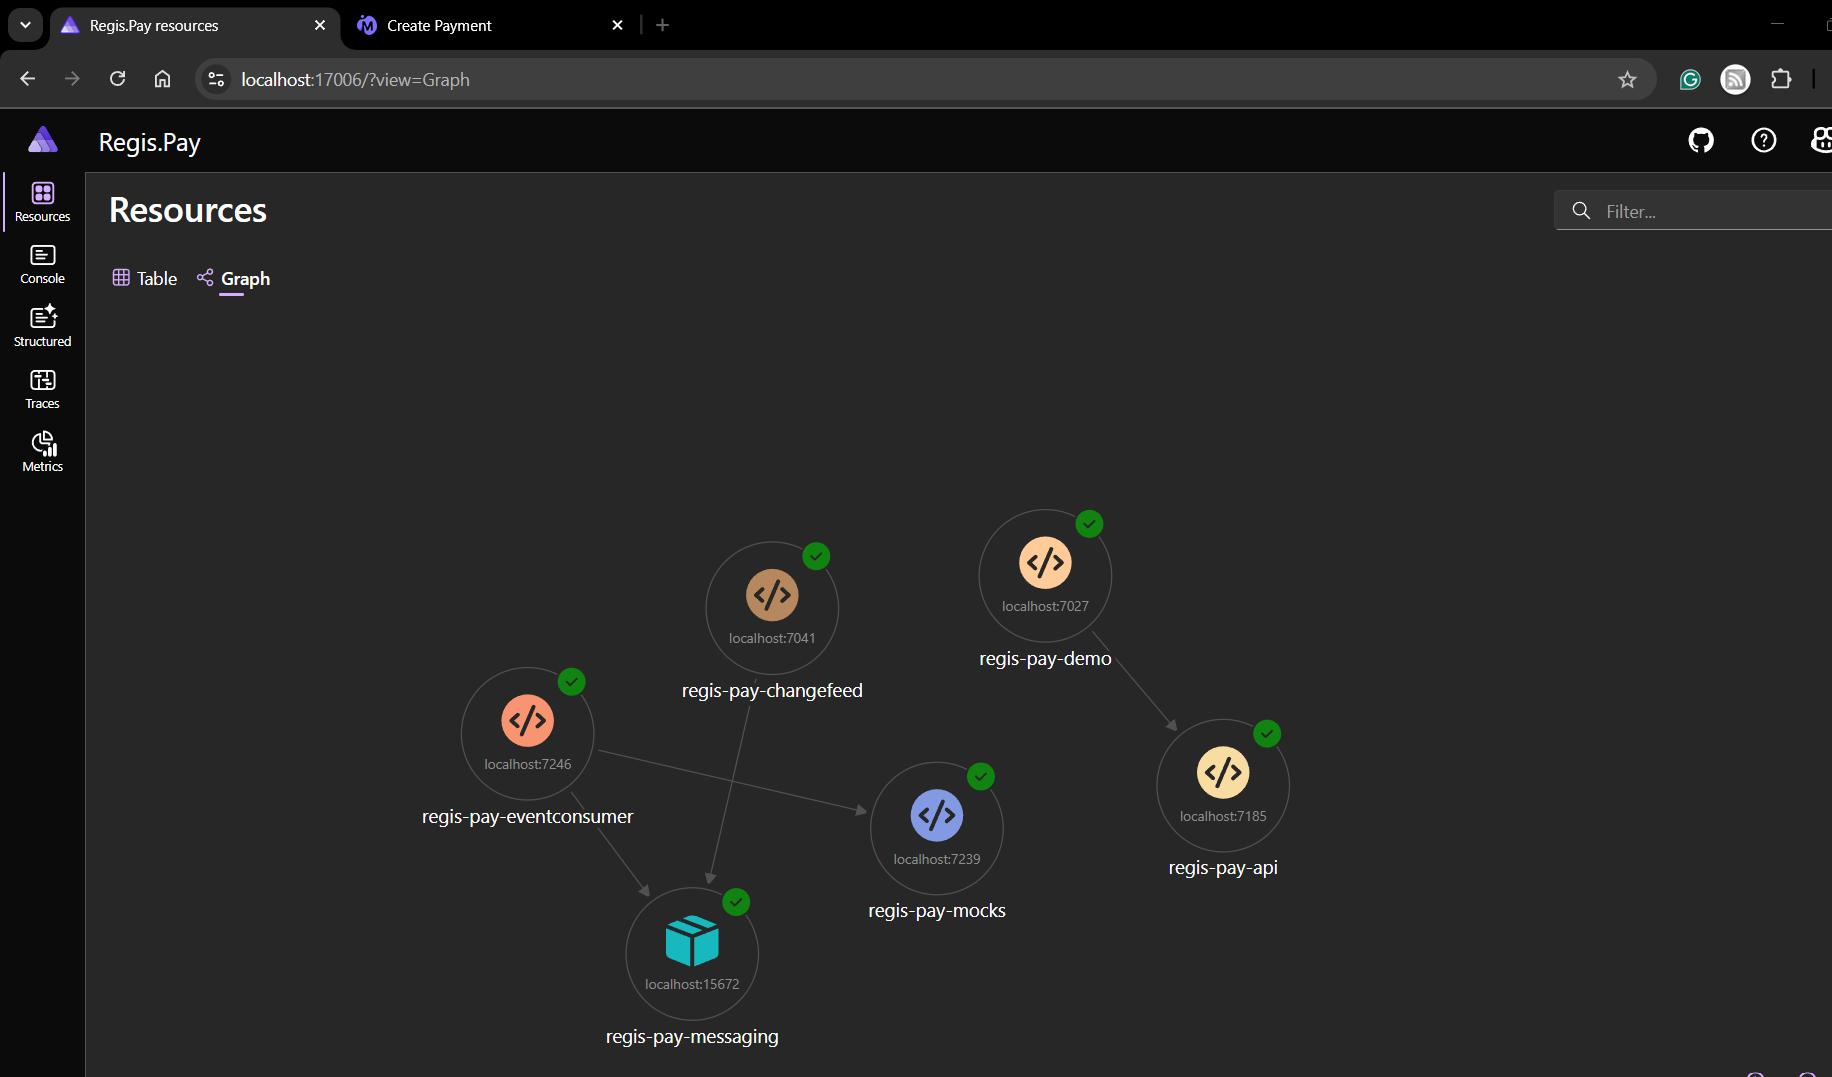 Regis.Pay resources
Create Payment
localhost:17006/?view=Graph
Regis.Pay
Resources
Console
Structured
Traces
Metrics
Resources
Filter...
Table
Graph
localhost:7027
regis-pay-demo
localhost:7041
regis-pay-changefeed
localhost:7246
regis-pay-eventconsumer
localhost:7185
regis-pay-api
localhost:7239
regis-pay-mocks
localhost:15672
regis-pay-messaging